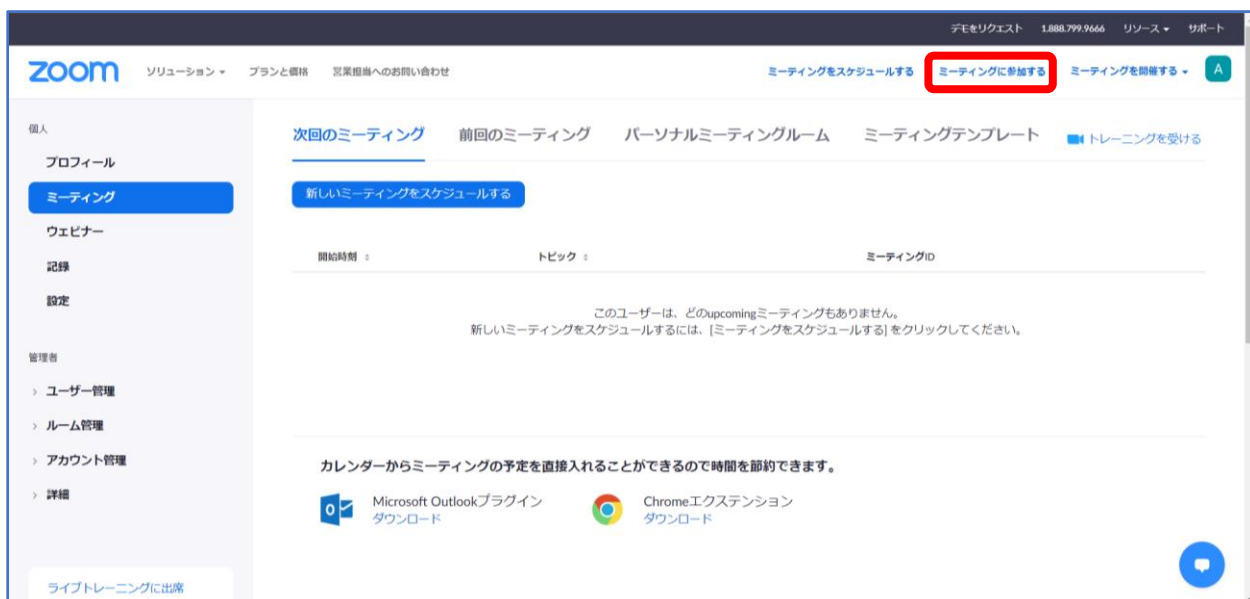 デモをリクエスト 1.888.799.9666 リソース サポート
zoom ソリューション プランと価格 営業担当へのお問い合わせ ミーティングをスケジュールする ミーティングに参加する ミーティングを開催する A
個人
プロフィール
ミーティング
ウェビナー
記録
設定
管理者
ユーザー管理
ルーム管理
アカウント管理
詳細
ライブトレーニングに出席
次回のミーティング 前回のミーティング パーソナルミーティングルーム ミーティングテンプレート トレーニングを受ける
新しいミーティングをスケジュールする
開始時刻 トピック ミーティングID
このユーザーは、どのupcomingミーティングもありません。
新しいミーティングをスケジュールするには、[ミーティングをスケジュールする] をクリックしてください。
カレンダーからミーティングの予定を直接入れることができるので時間を節約できます。
Microsoft Outlookプラグイン
ダウンロード
Chromeエクステンション
ダウンロード